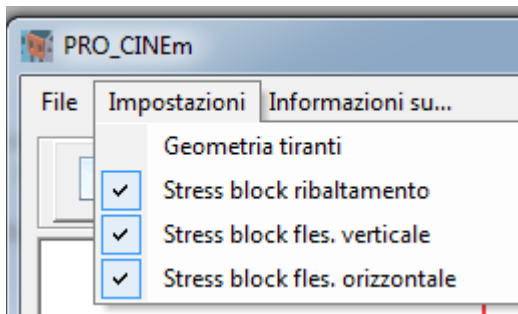 PRO_CINEm
File Impostazioni Informazioni su...
Geometria tiranti
Stress block ribaltamento
Stress block fles. verticale
Stress block fles. orizzontale